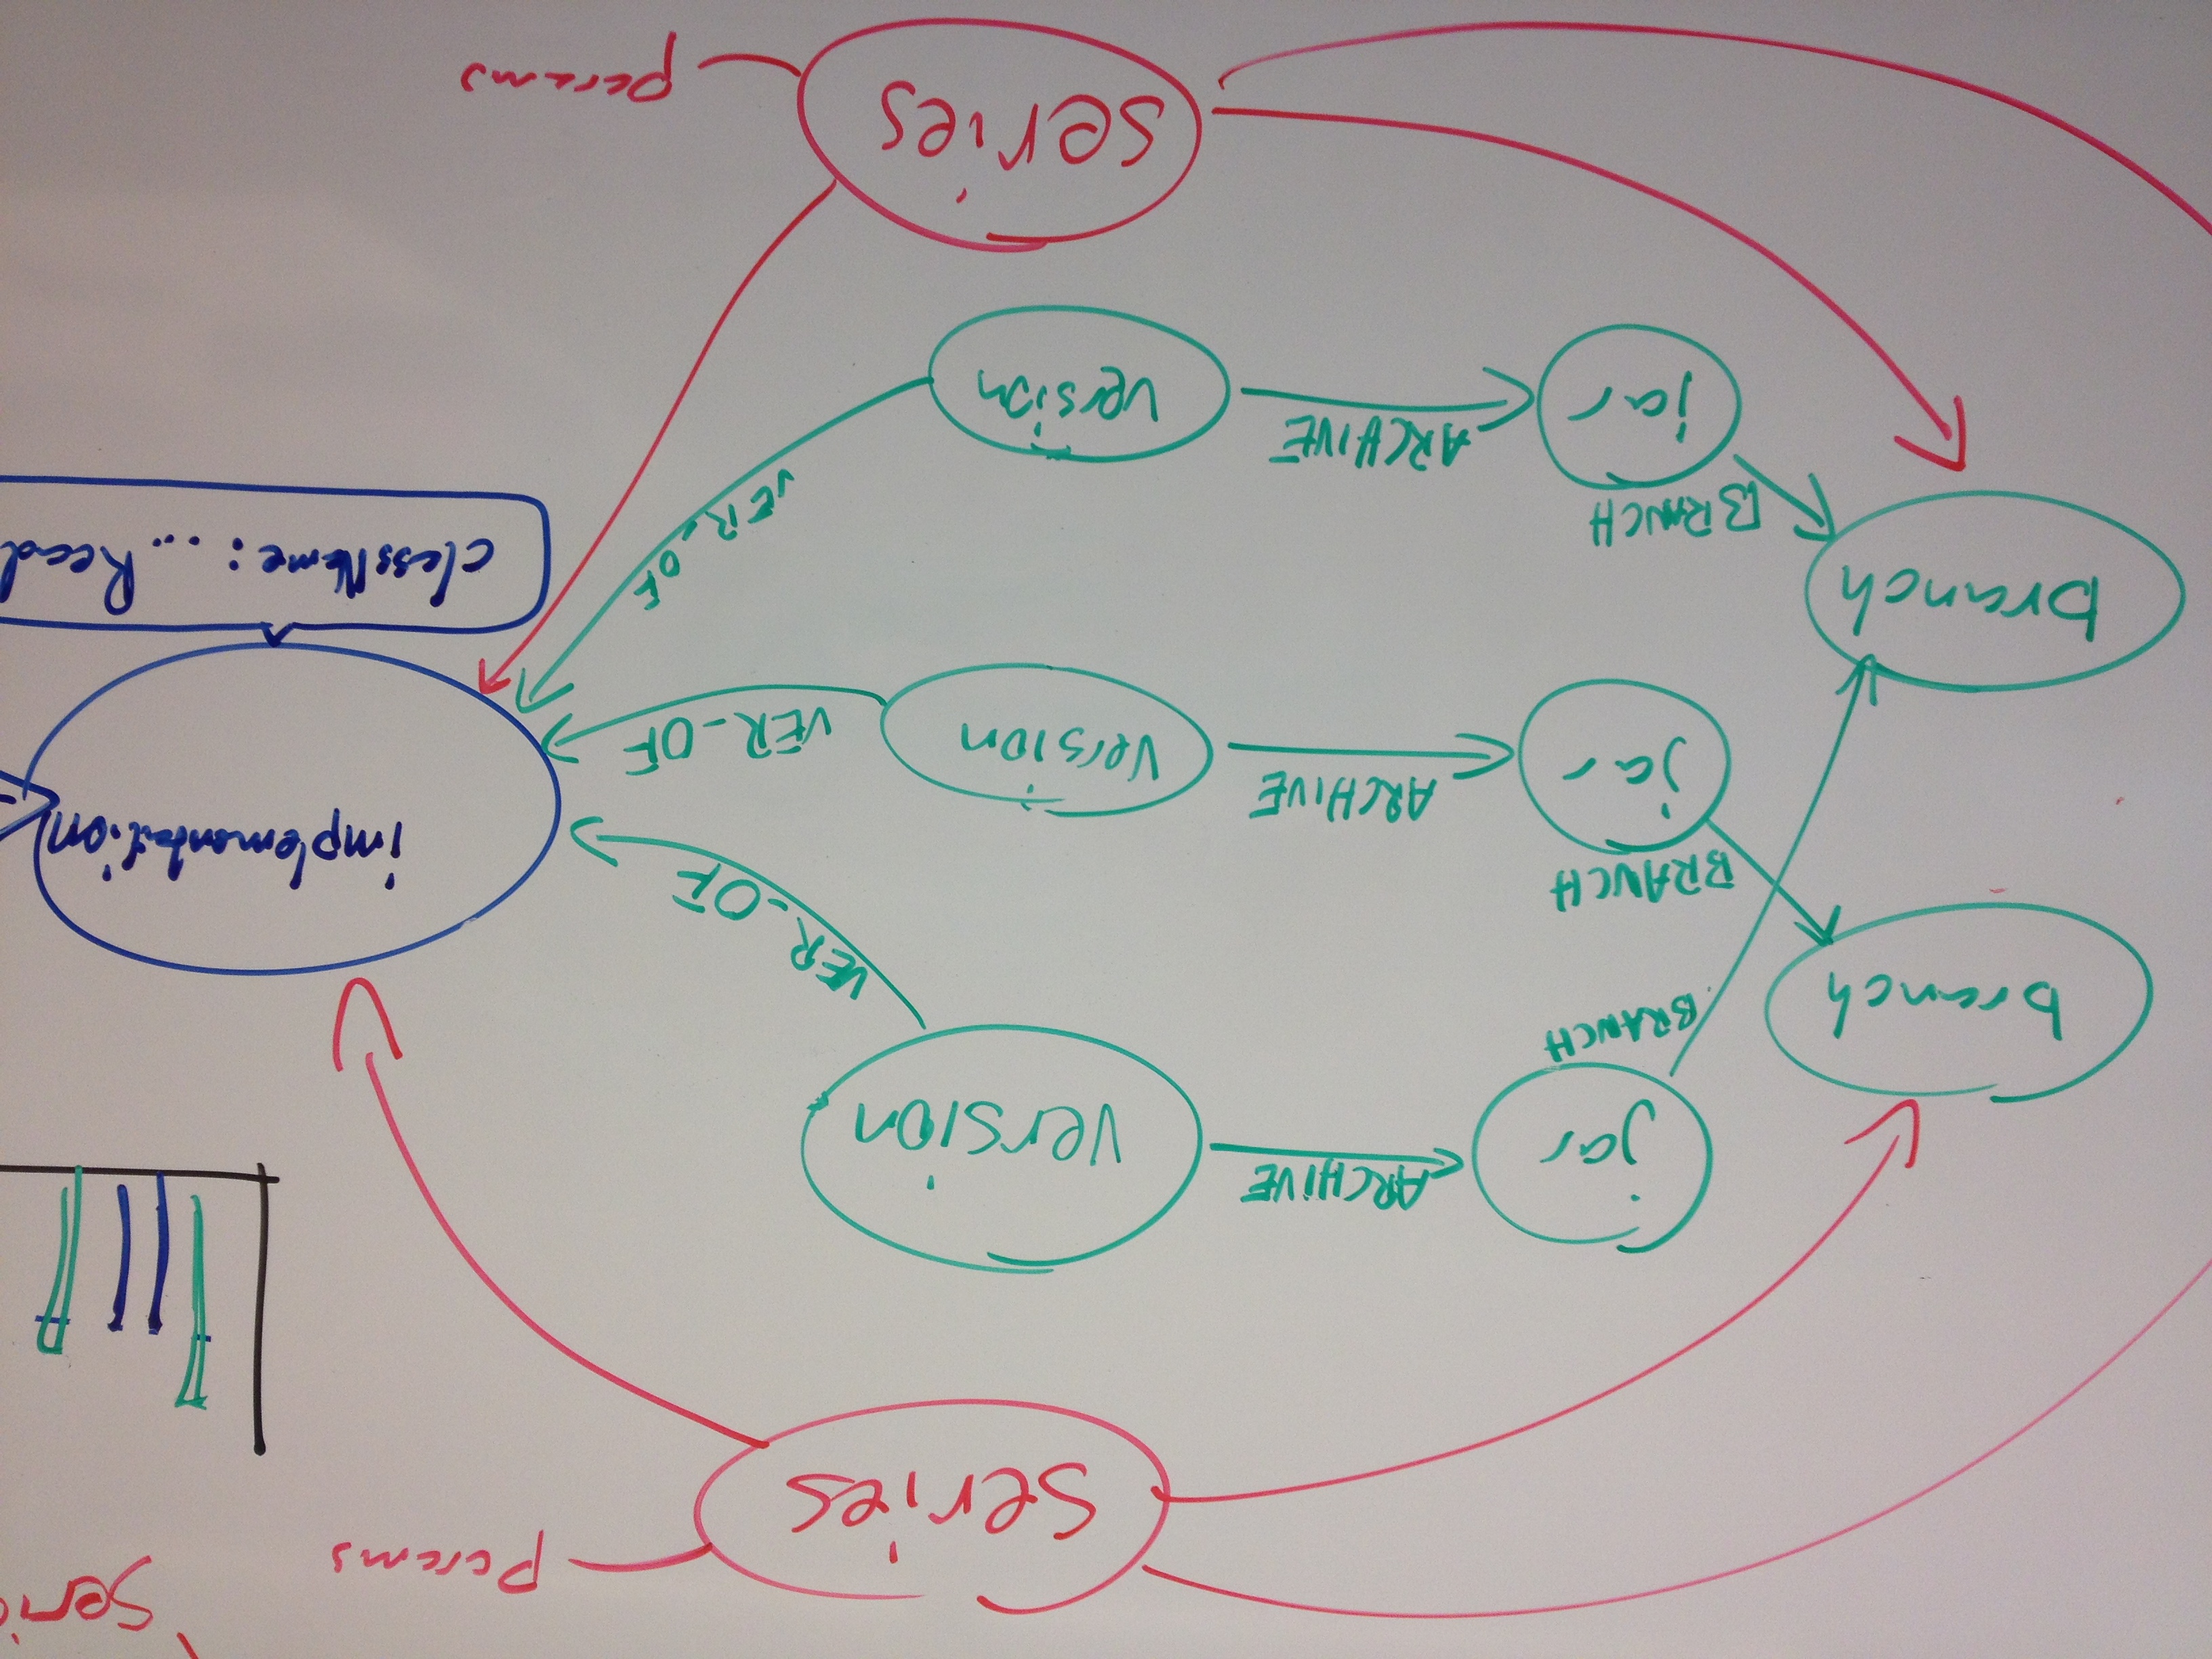 series
params
ARCHIVE
jar
version
BRANCH
branch
VER_OF
BRANCH
implementation
ARCHIVE
jar
version
VER_OF
branch
className: ...Read
VER_OF
BRANCH
ARCHIVE
jar
version
series
params